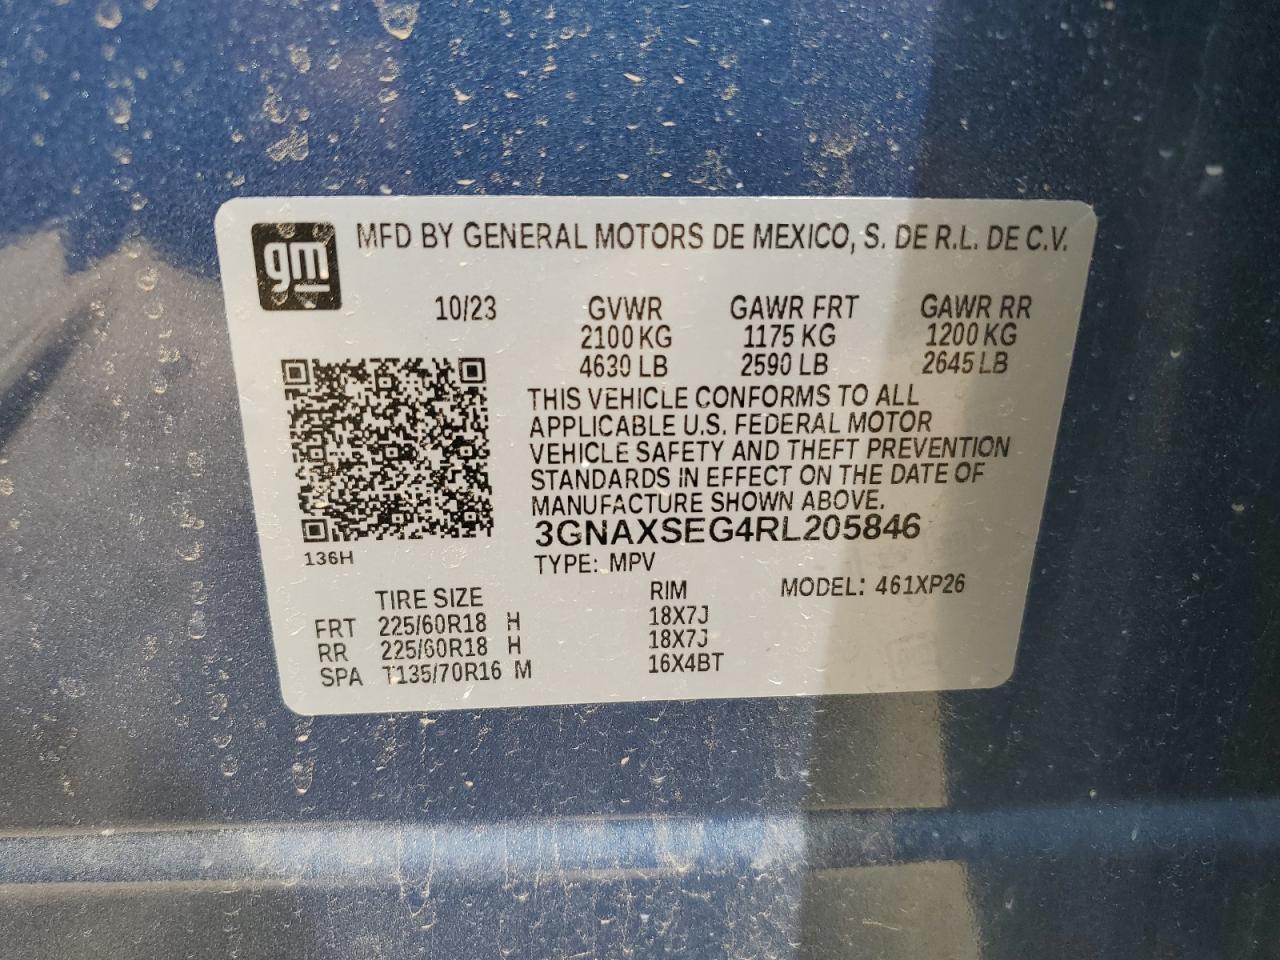 gm
MFD BY GENERAL MOTORS DE MEXICO, S. DE R.L. DE C.V.
10/23 GVWR GAWR FRT GAWR RR
2100 KG 1175 KG 1200 KG
4630 LB 2590 LB 2645 LB
THIS VEHICLE CONFORMS TO ALL
APPLICABLE U.S. FEDERAL MOTOR
VEHICLE SAFETY AND THEFT PREVENTION
STANDARDS IN EFFECT ON THE DATE OF
MANUFACTURE SHOWN ABOVE.
3GNAXSEG4RL205846
136H
TYPE: MPV
TIRE SIZE RIM MODEL: 461XP26
FRT 225/60R18 H 18X7J
RR 225/60R18 H 18X7J
SPA T135/70R16 M 16X4BT